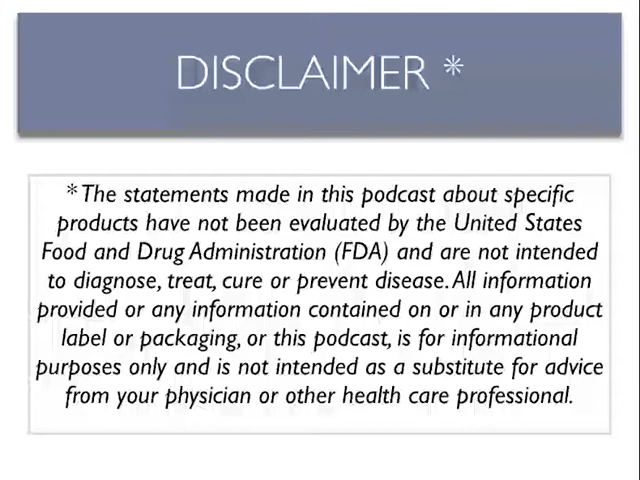 DISCLAIMER *
* The statements made in this podcast about specific
products have not been evaluated by the United States
Food and Drug Administration (FDA) and are not intended
to diagnose, treat, cure or prevent disease. All information
provided or any information contained on or in any product
label or packaging, or this podcast, is for informational
purposes only and is not intended as a substitute for advice
from your physician or other health care professional.